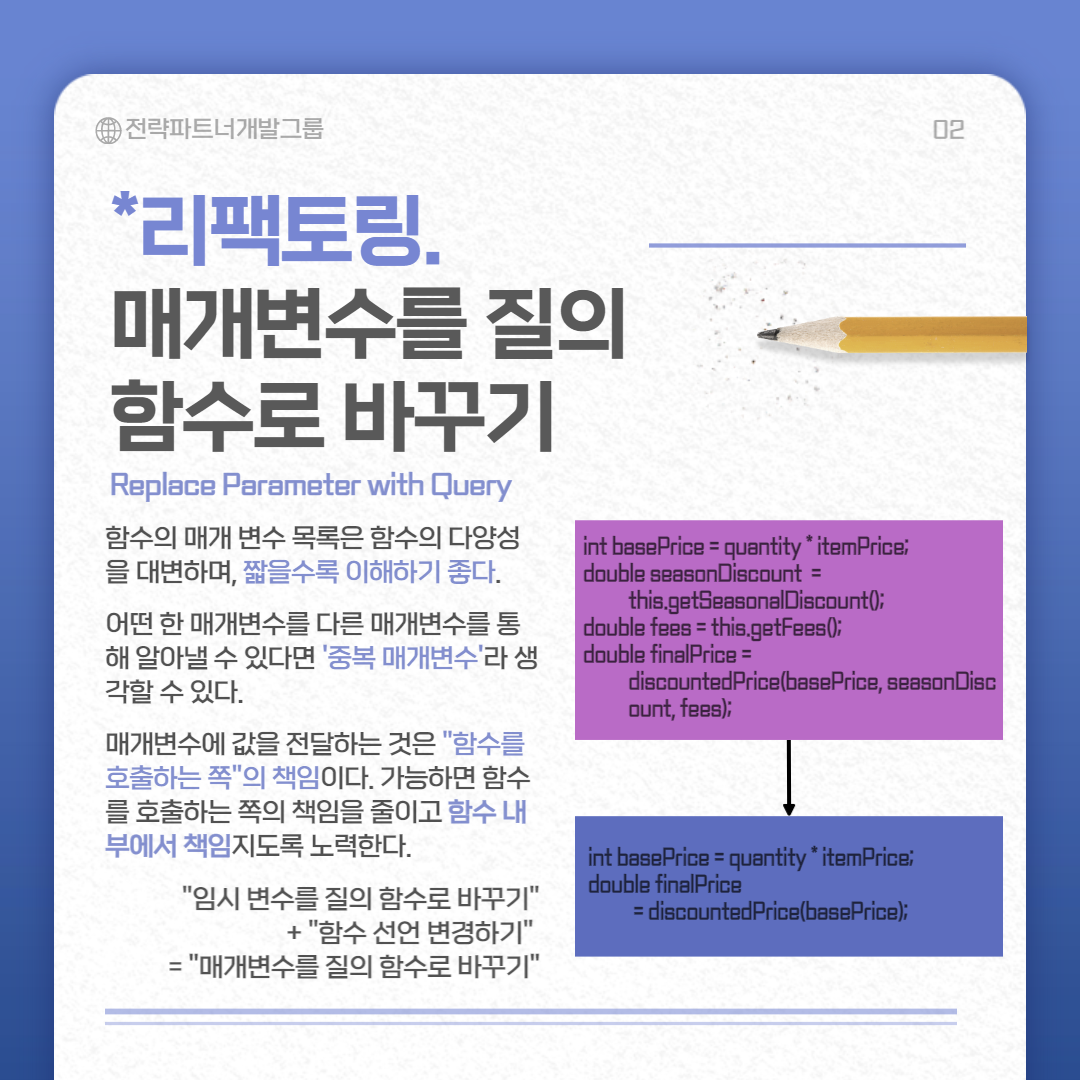 전략파트너개발그룹
02
*리팩토링.
매개변수를 질의
함수로 바꾸기
Replace Parameter with Query
함수의 매개 변수 목록은 함수의 다양성
을 대변하며, 짧을수록 이해하기 좋다.
어떤 한 매개변수를 다른 매개변수를 통
해 알아낼 수 있다면 '중복 매개변수'라 생
각할 수 있다.
매개변수에 값을 전달하는 것은 "함수를
호출하는 쪽"의 책임이다. 가능하면 함수
를 호출하는 쪽의 책임을 줄이고 함수 내
부에서 책임지도록 노력한다.
"임시 변수를 질의 함수로 바꾸기"
+ "함수 선언 변경하기"
= "매개변수를 질의 함수로 바꾸기"
int basePrice = quantity * itemPrice;
double seasonDiscount =
this.getSeasonalDiscount();
double fees = this.getFees();
double finalPrice =
discountedPrice(basePrice, seasonDisc
ount, fees);
int basePrice = quantity * itemPrice;
double finalPrice
= discountedPrice(basePrice);